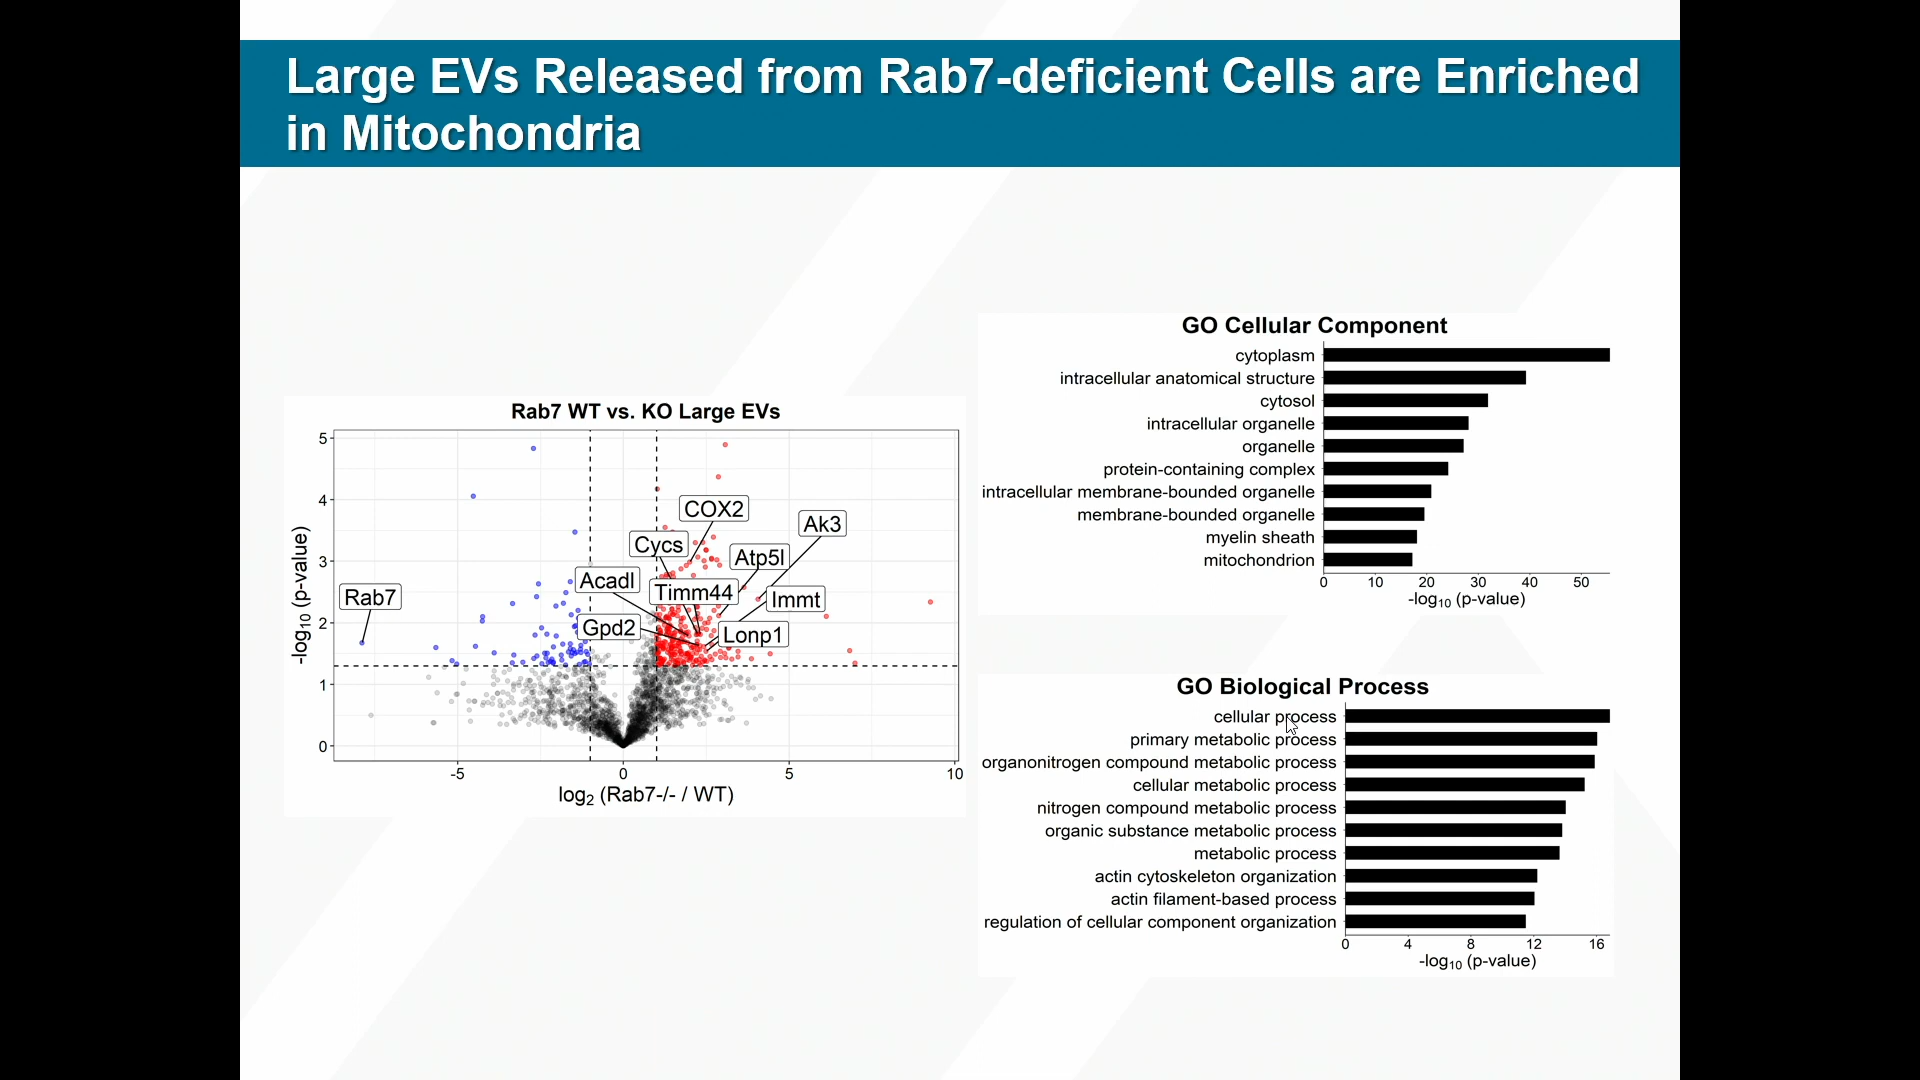 Large EVs Released from Rab7-deficient Cells are Enriched
in Mitochondria
Rab7 WT vs. KO Large EVs
-log10 (p-value)
5
4
3
2
1
0
COX2
Ak3
Cycs
Atp5l
Acadl
Timm44
Rab7
Immt
Gpd2
Lonp1
-5
0
5
10
log2 (Rab7-/- / WT)
GO Cellular Component
cytoplasm
intracellular anatomical structure
cytosol
intracellular organelle
organelle
protein-containing complex
intracellular membrane-bounded organelle
membrane-bounded organelle
myelin sheath
mitochondrion
0 10 20 30 40 50
-log10 (p-value)
GO Biological Process
cellular process
primary metabolic process
organonitrogen compound metabolic process
cellular metabolic process
nitrogen compound metabolic process
organic substance metabolic process
metabolic process
actin cytoskeleton organization
actin filament-based process
regulation of cellular component organization
0 4 8 12 16
-log10 (p-value)